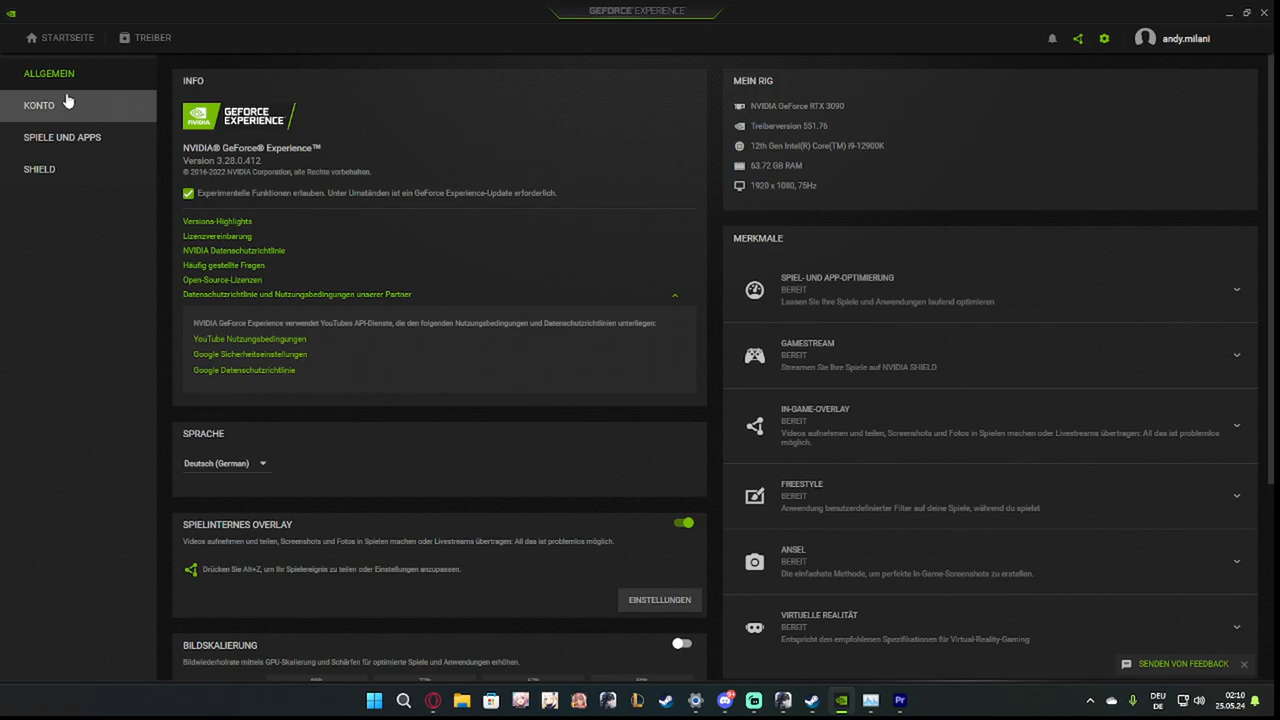 GEFORCE EXPERIENCE
STARTSEITE
TREIBER
andy.milani
ALLGEMEIN
KONTO
SPIELE UND APPS
SHIELD
INFO
NVIDIA
GEFORCE EXPERIENCE
NVIDIA® GeForce® Experience™
Version 3.28.0.412
© 2016-2022 NVIDIA Corporation, alle Rechte vorbehalten.
Experimentelle Funktionen erlauben. Unter Umständen ist ein GeForce Experience-Update erforderlich.
Versions-Highlights
Lizenzvereinbarung
NVIDIA Datenschutzrichtlinie
Häufig gestellte Fragen
Open-Source-Lizenzen
Datenschutzrichtlinie und Nutzungsbedingungen unserer Partner
NVIDIA GeForce Experience verwendet YouTubes API-Dienste, die den folgenden Nutzungsbedingungen und Datenschutzrichtlinien unterliegen:
YouTube Nutzungsbedingungen
Google Sicherheitseinstellungen
Google Datenschutzrichtlinie
SPRACHE
Deutsch (German)
SPIELINTERNES OVERLAY
Videos aufnehmen und teilen, Screenshots und Fotos in Spielen machen oder Livestreams übertragen: All das ist problemlos möglich.
Drücken Sie Alt+Z, um Ihr Spielereignis zu teilen oder Einstellungen anzupassen.
EINSTELLUNGEN
BILDSKALIERUNG
Bildwiederholrate mittels GPU-Skalierung und Schärfen für optimierte Spiele und Anwendungen erhöhen.
MEIN RIG
NVIDIA GeForce RTX 3090
Treiberversion 551.76
12th Gen Intel(R) Core(TM) i9-12900K
63.72 GB RAM
1920 x 1080, 75Hz
MERKMALE
SPIEL- UND APP-OPTIMIERUNG
BEREIT
Lassen Sie Ihre Spiele und Anwendungen laufend optimieren
GAMESTREAM
BEREIT
Streamen Sie Ihre Spiele auf NVIDIA SHIELD
IN-GAME-OVERLAY
BEREIT
Videos aufnehmen und teilen, Screenshots und Fotos in Spielen machen oder Livestreams übertragen: All das ist problemlos
möglich.
FREESTYLE
BEREIT
Anwendung benutzerdefinierter Filter auf deine Spiele, während du spielst
ANSEL
BEREIT
Die einfachste Methode, um perfekte In-Game-Screenshots zu erstellen.
VIRTUELLE REALITÄT
BEREIT
Entspricht den empfohlenen Spezifikationen für Virtual-Reality-Gaming
SENDEN VON FEEDBACK
Pr
DEU
DE
02:10
25.05.24